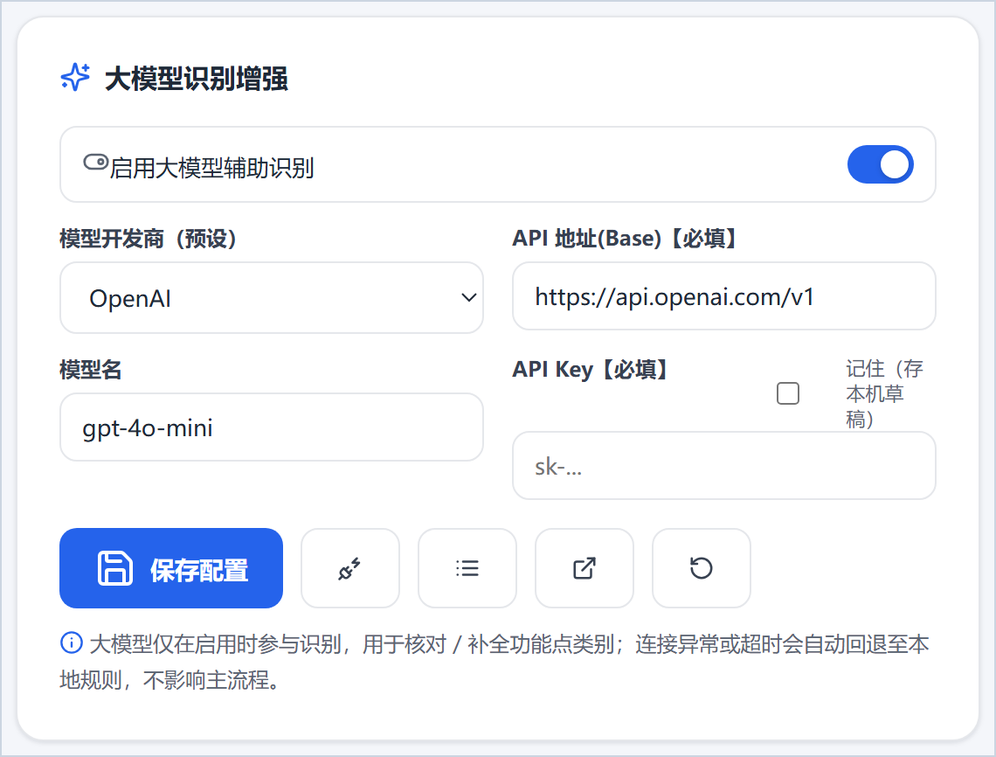 大模型识别增强
启用大模型辅助识别
模型开发商（预设）
OpenAI
API 地址(Base)【必填】
https://api.openai.com/v1
模型名
gpt-4o-mini
API Key【必填】
记住（存
本机草
稿）
sk-...
保存配置
大模型仅在启用时参与识别，用于核对 / 补全功能点类别；连接异常或超时会自动回退至本
地规则，不影响主流程。